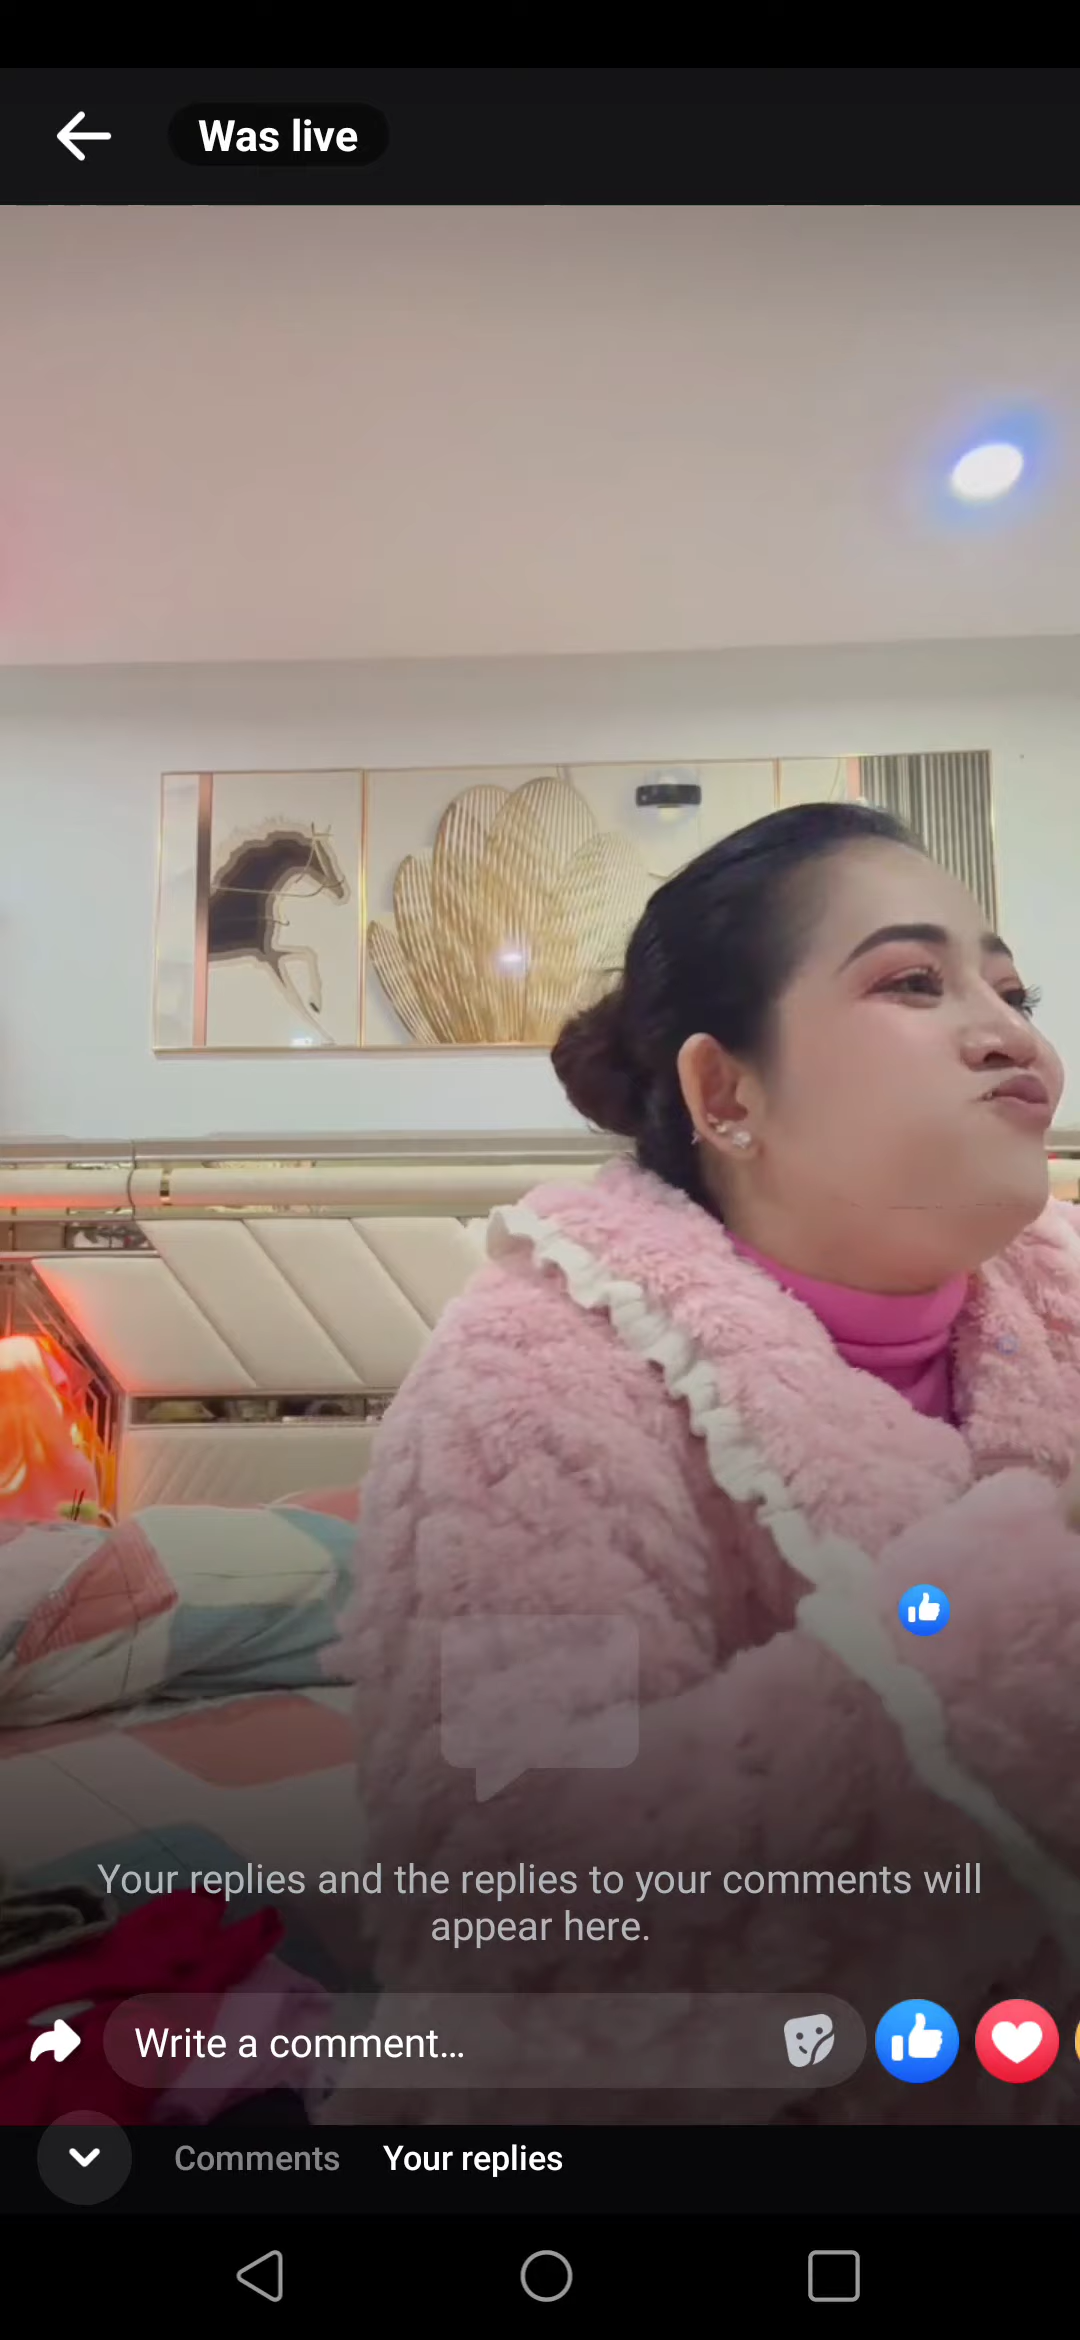 Was live
Your replies and the replies to your comments will
appear here.
Write a comment...
Comments
Your replies